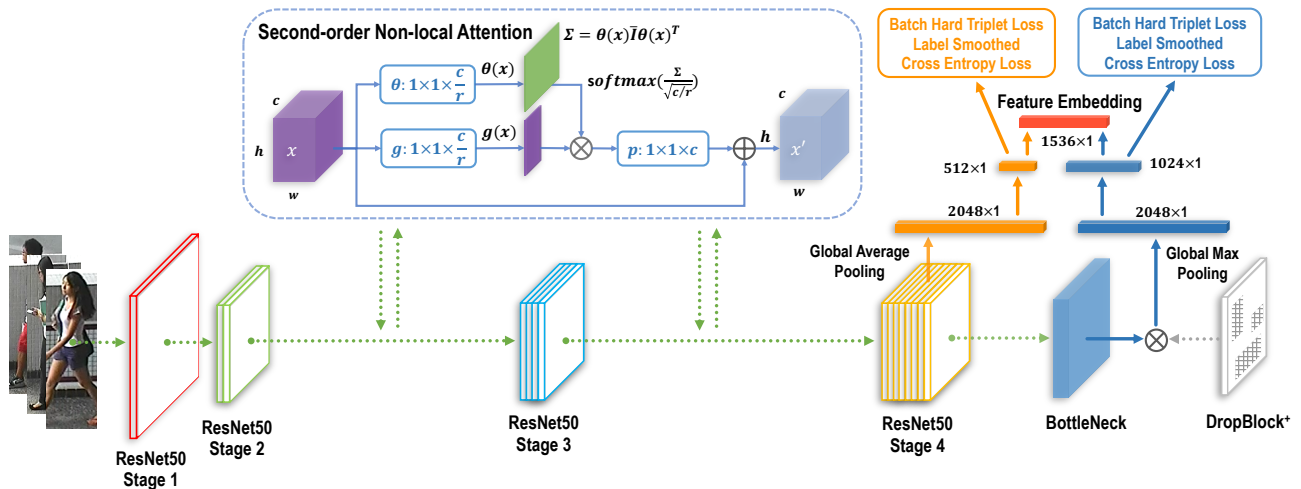 Second-order Non-local Attention
Σ = θ(x)Īθ(x)ᵀ
θ: 1×1×c/r
θ(x)
softmax(Σ/√c/r)
c
h
x
w
g: 1×1×c/r
g(x)
p: 1×1×c
c
h
x′
w
Batch Hard Triplet Loss
Label Smoothed
Cross Entropy Loss
Batch Hard Triplet Loss
Label Smoothed
Cross Entropy Loss
Feature Embedding
1536×1
512×1
1024×1
2048×1
2048×1
Global Average
Pooling
Global Max
Pooling
ResNet50
Stage 1
ResNet50
Stage 2
ResNet50
Stage 3
ResNet50
Stage 4
BottleNeck
DropBlock⁺